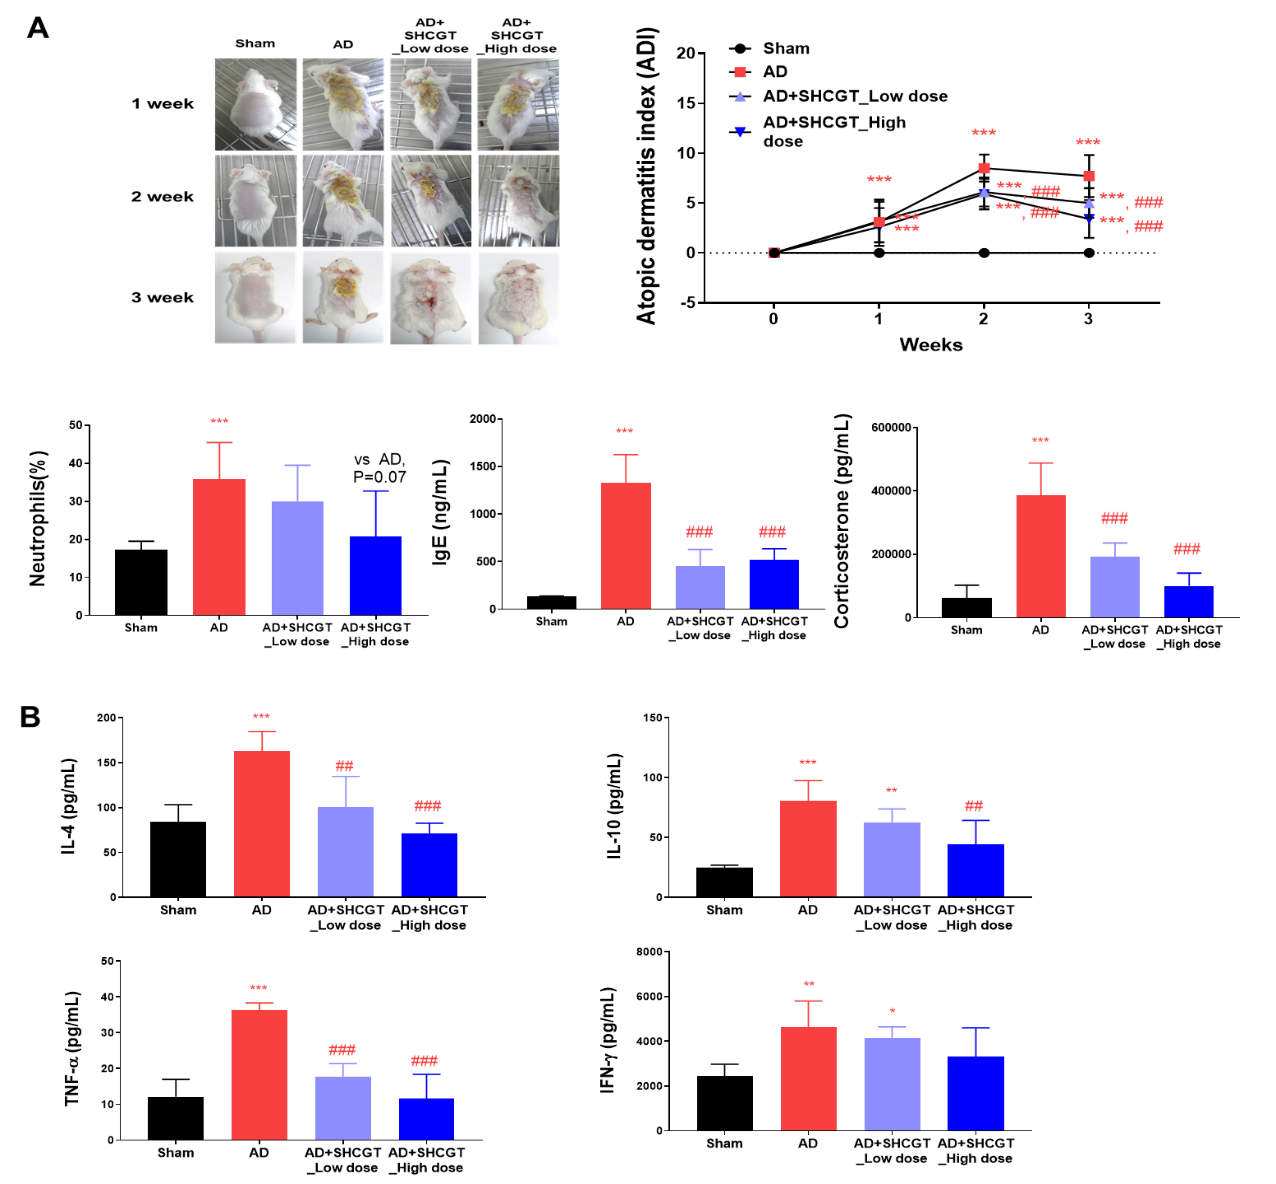 A
Sham
AD
AD+
SHCGT
_Low dose
AD+
SHCGT
_High dose
1 week
2 week
3 week
Atopic dermatitis index (ADI)
20
15
10
5
0
-5
Sham
AD
AD+SHCGT_Low dose
AD+SHCGT_High
dose
***
***
***
***
***
***, ###
***, ###
***, ###
***, ###
0
1
2
3
Weeks
Neutrophils(%)
50
40
30
20
10
0
***
vs AD,
P=0.07
Sham
AD
AD+SHCGT
_Low dose
AD+SHCGT
_High dose
IgE (ng/mL)
2000
1500
1000
500
0
***
###
###
Sham
AD
AD+SHCGT
_Low dose
AD+SHCGT
_High dose
Corticosterone (pg/mL)
600000
400000
200000
0
***
###
###
Sham
AD
AD+SHCGT
_Low dose
AD+SHCGT
_High dose
B
IL-4 (pg/mL)
200
150
100
50
0
***
##
###
Sham
AD
AD+SHCGT
_Low dose
AD+SHCGT
_High dose
IL-10 (pg/mL)
150
100
50
0
***
**
##
Sham
AD
AD+SHCGT
_Low dose
AD+SHCGT
_High dose
TNF-α (pg/mL)
50
40
30
20
10
0
***
###
###
Sham
AD
AD+SHCGT
_Low dose
AD+SHCGT
_High dose
IFN-γ (pg/mL)
8000
6000
4000
2000
0
**
*
Sham
AD
AD+SHCGT
_Low dose
AD+SHCGT
_High dose